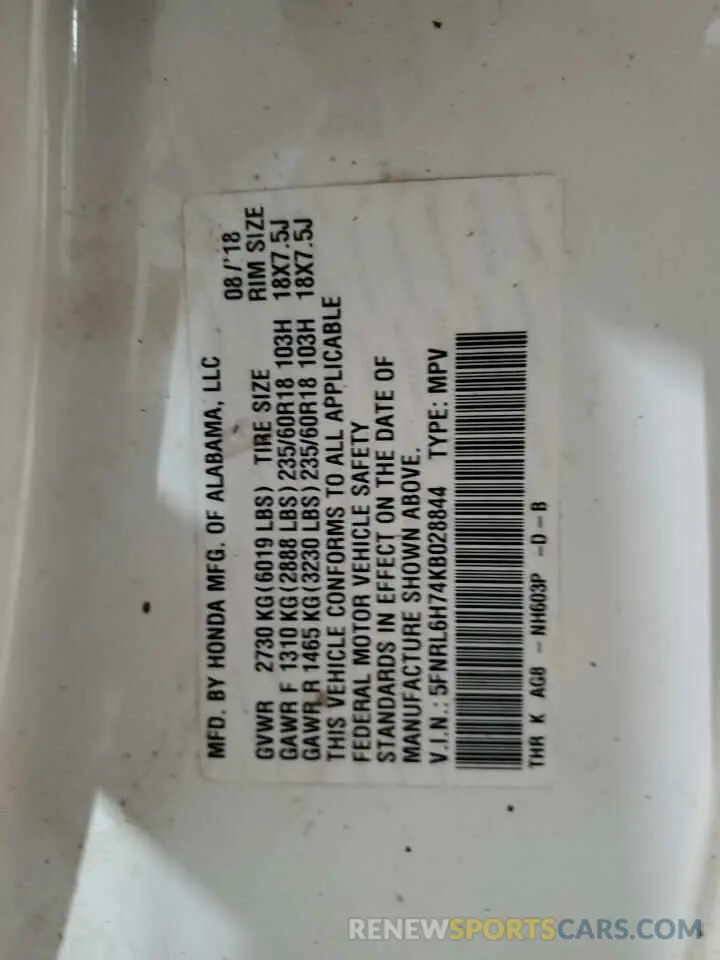 MFD. BY HONDA MFG. OF ALABAMA, LLC 08/'18
GVWR 2730 KG(6019 LBS) TIRE SIZE RIM SIZE
GAWR F 1310 KG(2888 LBS)235/60R18 103H 18X7.5J
GAWR R 1465 KG(3230 LBS)235/60R18 103H 18X7.5J
THIS VEHICLE CONFORMS TO ALL APPLICABLE
FEDERAL MOTOR VEHICLE SAFETY
STANDARDS IN EFFECT ON THE DATE OF
MANUFACTURE SHOWN ABOVE.
V.I.N.: 5FNRL6H74KB028844 TYPE: MPV
THR K AG8 - NH603P -D-B
RENEWSPORTSCARS.COM